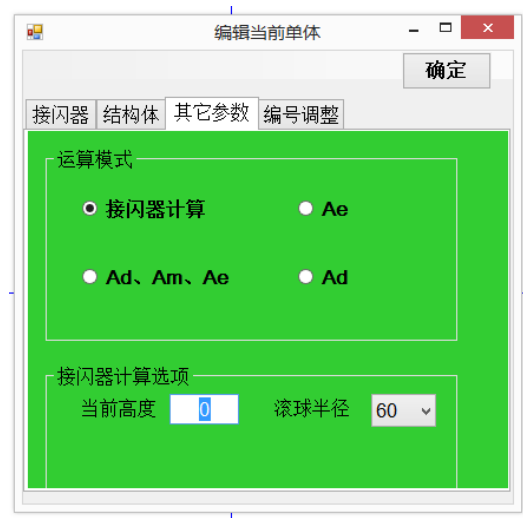 编辑当前单体
确定
接闪器 结构体 其它参数 编号调整
运算模式
接闪器计算 Ae
Ad、Am、Ae Ad
接闪器计算选项
当前高度 0 滚球半径 60